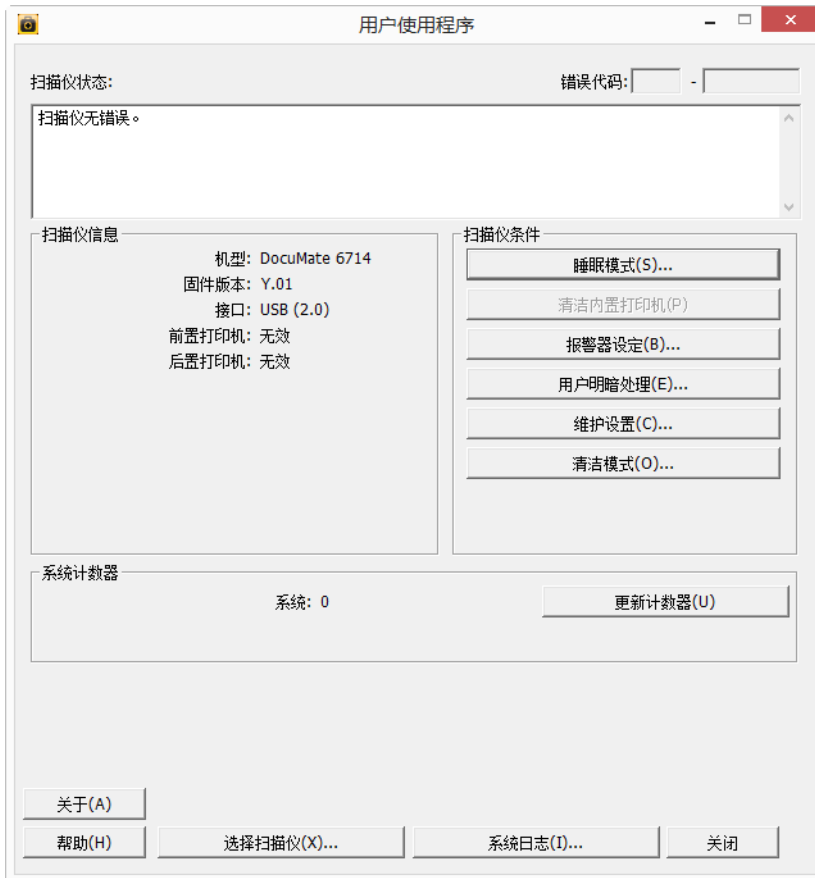 用户使用程序
扫描仪状态:
错误代码: -
扫描仪无错误。
扫描仪信息
机型: DocuMate 6714
固件版本: Y.01
接口: USB (2.0)
前置打印机: 无效
后置打印机: 无效
扫描仪条件
睡眠模式(S)...
清洁内置打印机(P)
报警器设定(B)...
用户明暗处理(E)...
维护设置(C)...
清洁模式(O)...
系统计数器
系统: 0
更新计数器(U)
关于(A)
帮助(H)
选择扫描仪(X)...
系统日志(I)...
关闭